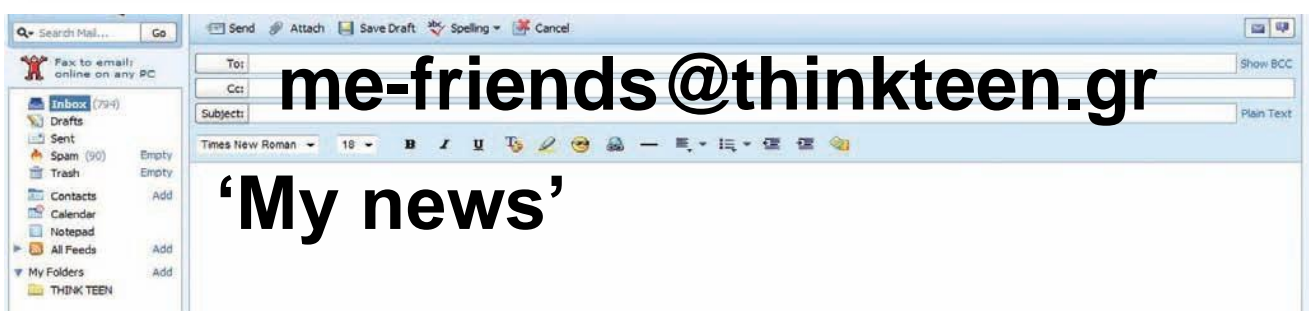 Search Mail... Go
Send Attach Save Draft Spelling Cancel
Fax to email:
online on any PC
To: me-friends@thinkteen.gr Show BCC
Cc:
Subject: Plain Text
Times New Roman 18 B I U
Inbox (794)
Drafts
Sent
Spam (90) Empty
Trash Empty
Contacts Add
Calendar
Notepad
All Feeds Add
My Folders Add
THINK TEEN
‘My news’